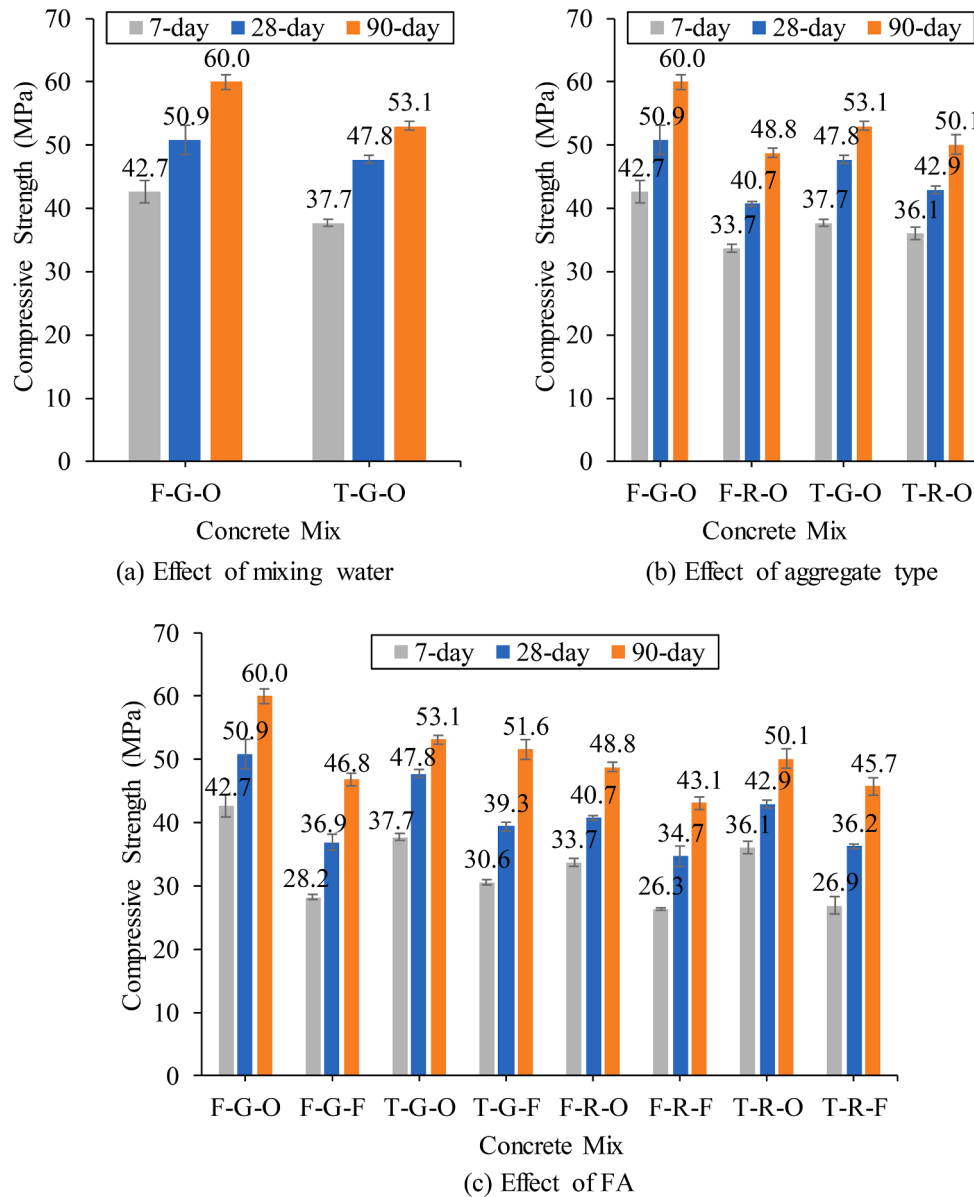 70
60
50
40
30
20
10
0
Compressive Strength (MPa)
7-day 28-day 90-day
42.7 50.9 60.0
37.7 47.8 53.1
F-G-O T-G-O
Concrete Mix
(a) Effect of mixing water
70
60
50
40
30
20
10
0
Compressive Strength (MPa)
7-day 28-day 90-day
42.7 50.9 60.0
33.7 40.7 48.8
37.7 47.8 53.1
36.1 42.9 50.1
F-G-O F-R-O T-G-O T-R-O
Concrete Mix
(b) Effect of aggregate type
70
60
50
40
30
20
10
0
Compressive Strength (MPa)
7-day 28-day 90-day
42.7 50.9 60.0
28.2 36.9 46.8
37.7 47.8 53.1
30.6 39.3 51.6
33.7 40.7 48.8
26.3 34.7 43.1
36.1 42.9 50.1
26.9 36.2 45.7
F-G-O F-G-F T-G-O T-G-F F-R-O F-R-F T-R-O T-R-F
Concrete Mix
(c) Effect of FA